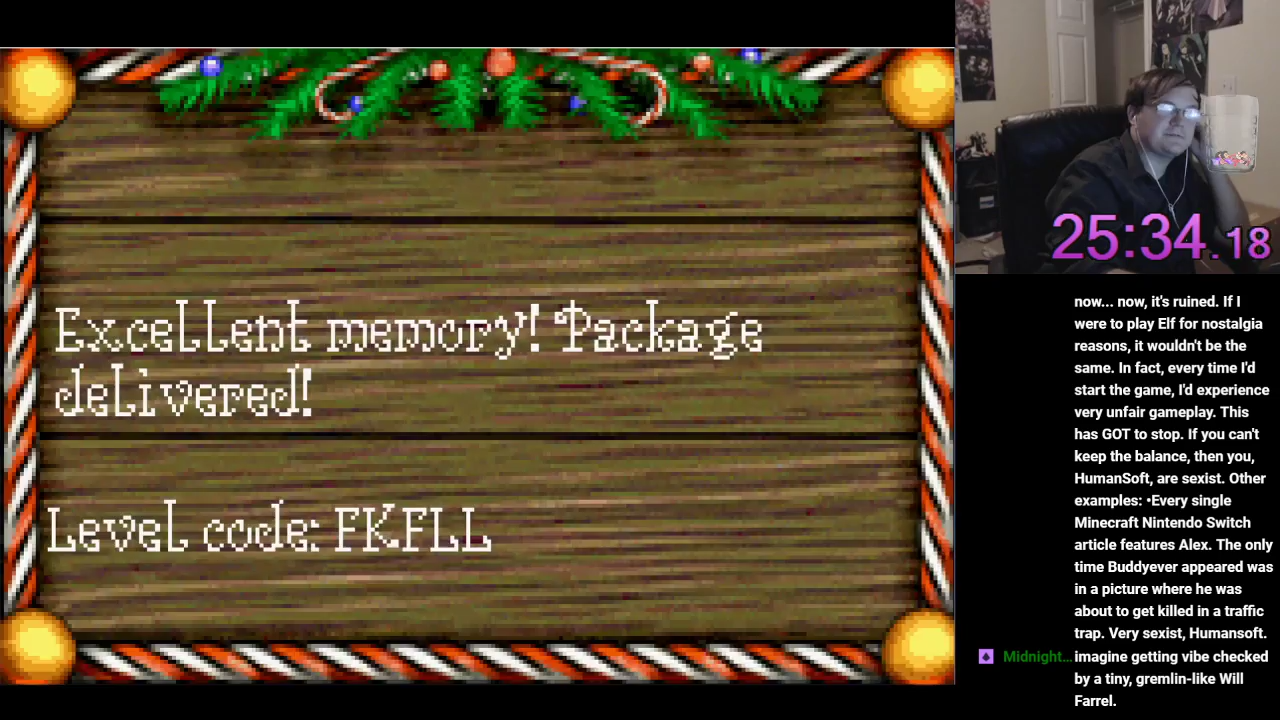 Excellent memory! Package
delivered!
Level code: FKFLL
25:34.18
now... now, it's ruined. If I
were to play Elf for nostalgia
reasons, it wouldn't be the
same. In fact, every time I'd
start the game, I'd experience
very unfair gameplay. This
has GOT to stop. If you can't
keep the balance, then you,
HumanSoft, are sexist. Other
examples: •Every single
Minecraft Nintendo Switch
article features Alex. The only
time Buddyever appeared was
in a picture where he was
about to get killed in a traffic
trap. Very sexist, Humansoft.
Midnight... imagine getting vibe checked
by a tiny, gremlin-like Will
Farrel.